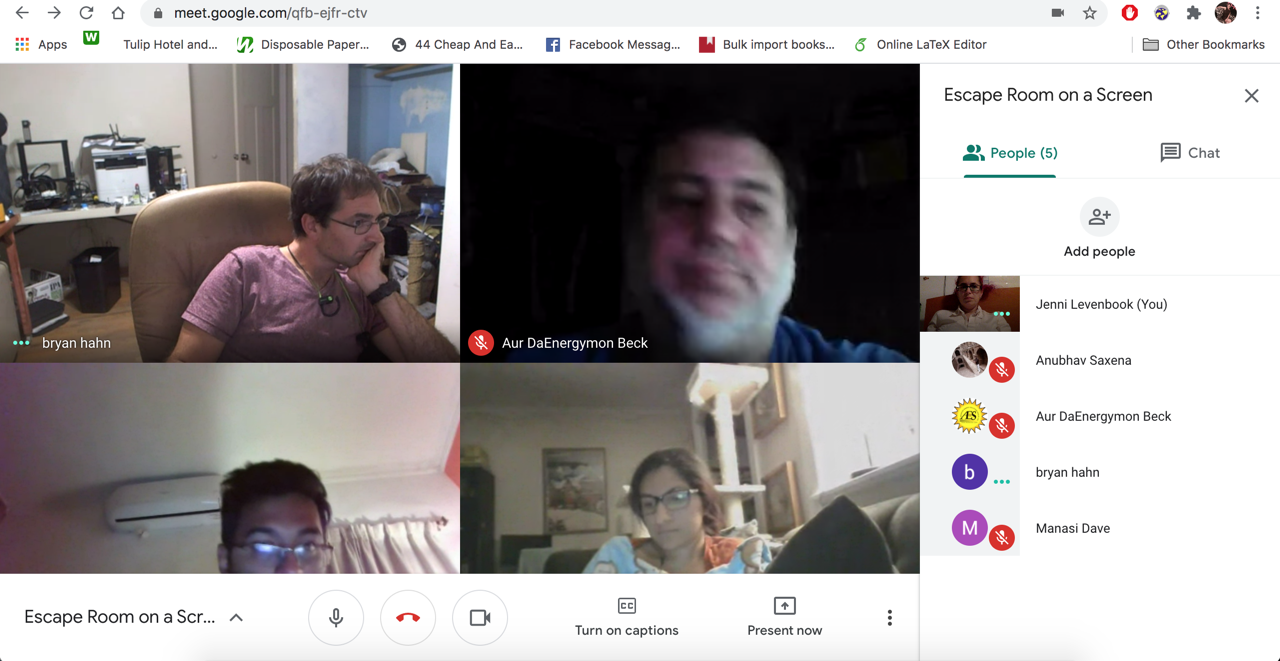 meet.google.com/qfb-ejfr-ctv
Apps
W
Tulip Hotel and...
Disposable Paper...
44 Cheap And Ea...
Facebook Messag...
Bulk import books...
Online LaTeX Editor
Other Bookmarks
bryan hahn
Aur DaEnergymon Beck
Escape Room on a Screen
People (5)
Chat
Add people
Jenni Levenbook (You)
Anubhav Saxena
Aur DaEnergymon Beck
b
bryan hahn
M
Manasi Dave
Escape Room on a Scr...
CC
Turn on captions
Present now